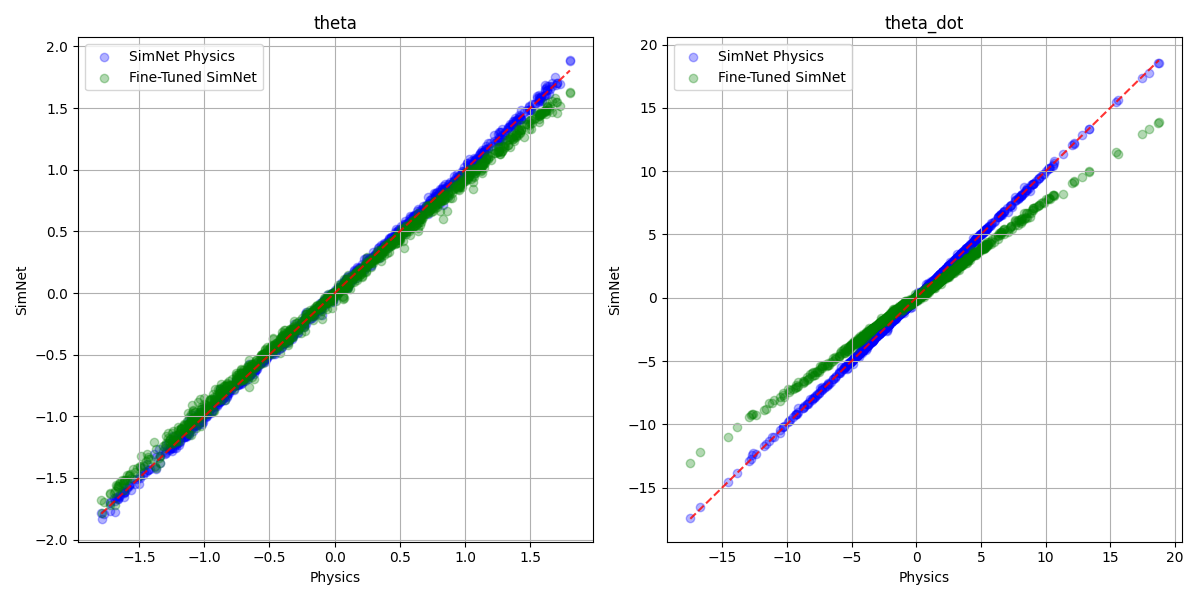 theta
SimNet Physics
Fine-Tuned SimNet
2.0
1.5
1.0
0.5
0.0
−0.5
−1.0
−1.5
−2.0
SimNet
−1.5 −1.0 −0.5 0.0 0.5 1.0 1.5
Physics
theta_dot
SimNet Physics
Fine-Tuned SimNet
20
15
10
5
0
−5
−10
−15
SimNet
−15 −10 −5 0 5 10 15 20
Physics